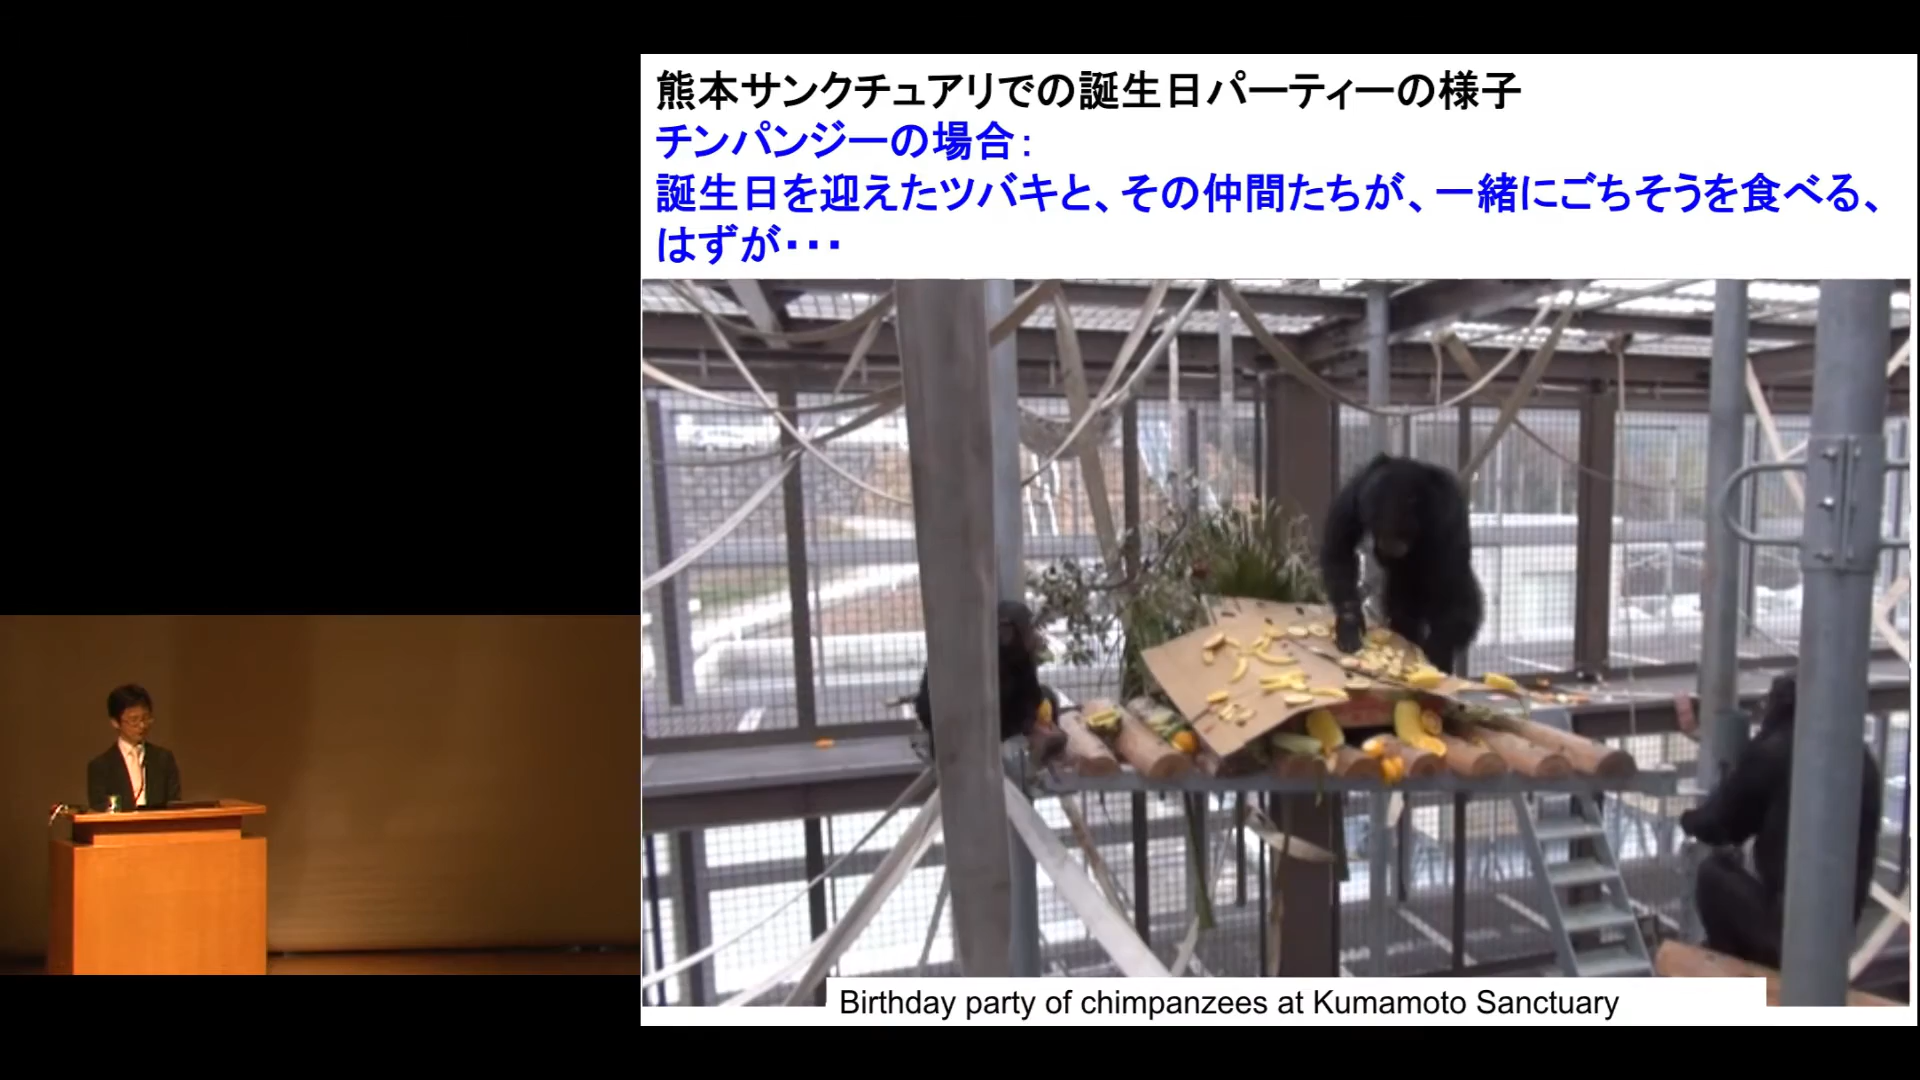 熊本サンクチュアリでの誕生日パーティーの様子
チンパンジーの場合：
誕生日を迎えたツバキと、その仲間たちが、一緒にごちそうを食べる、
はずが・・・
Birthday party of chimpanzees at Kumamoto Sanctuary